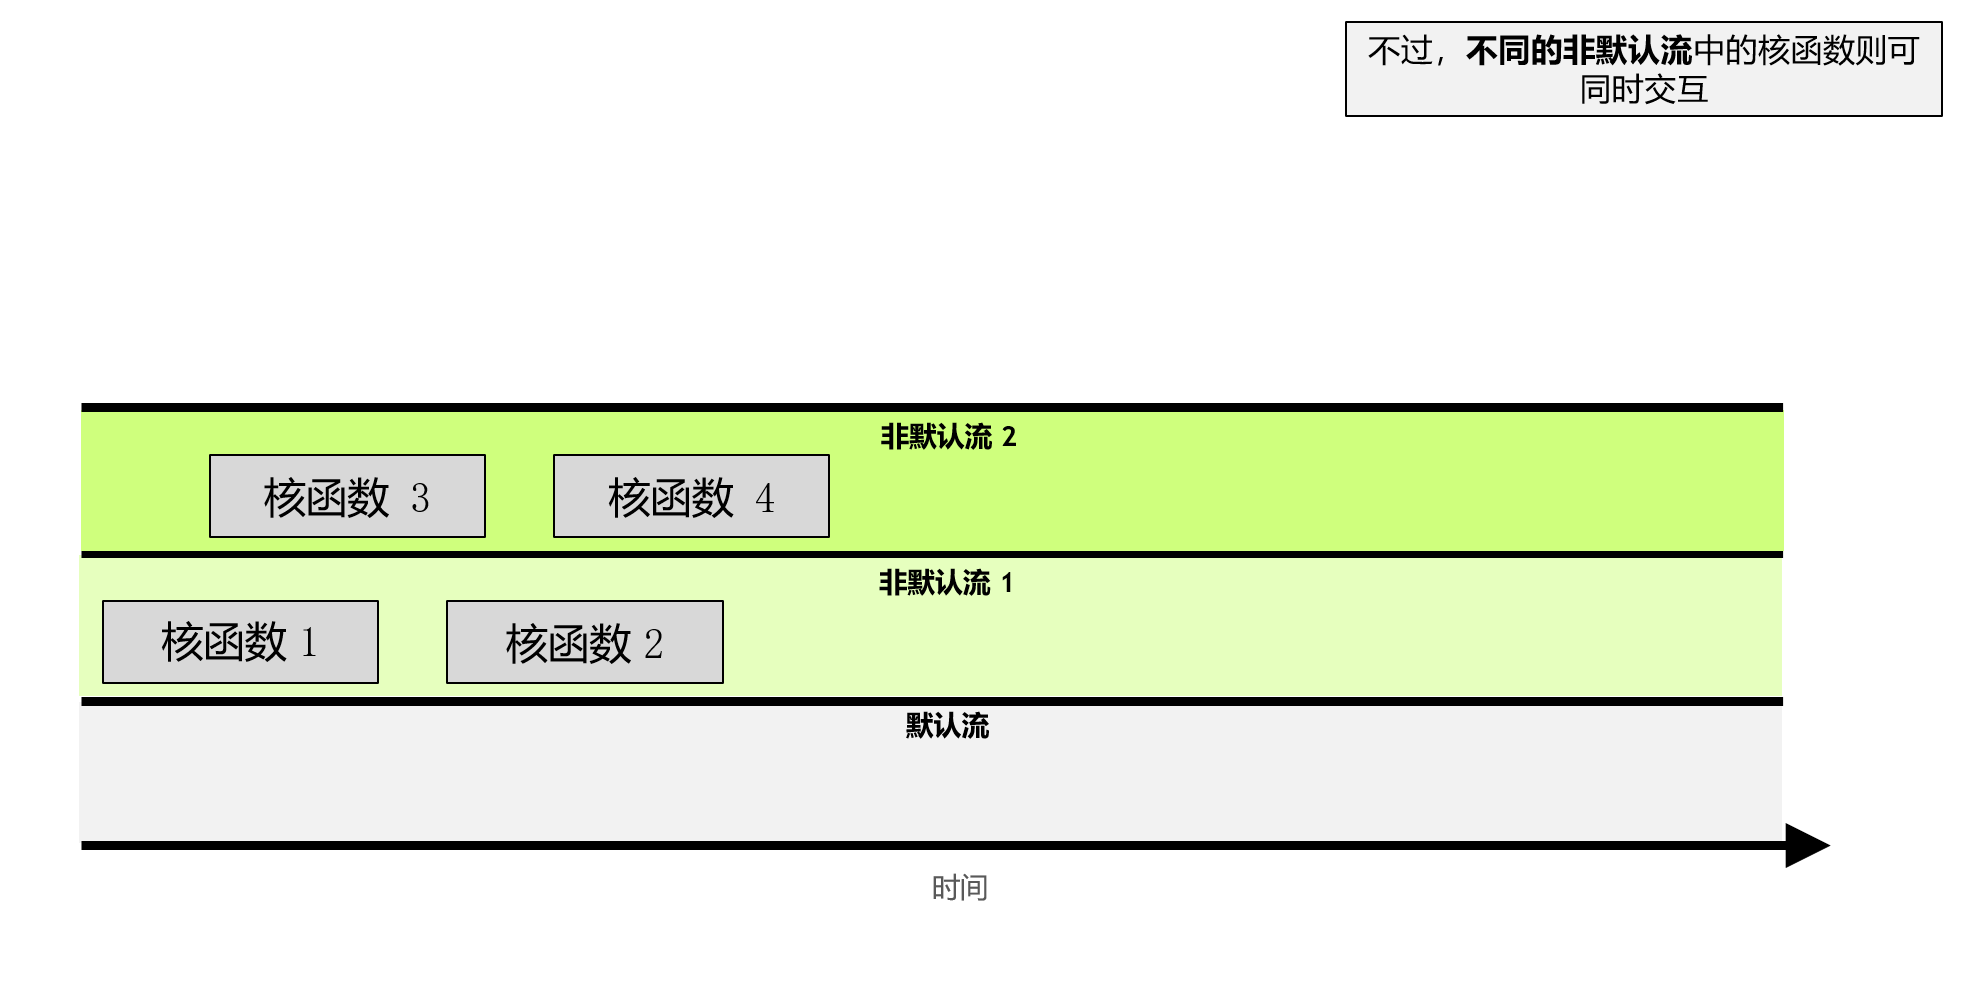 不过，不同的非默认流中的核函数则可
同时交互
非默认流 2
核函数 3
核函数 4
非默认流 1
核函数 1
核函数 2
默认流
时间